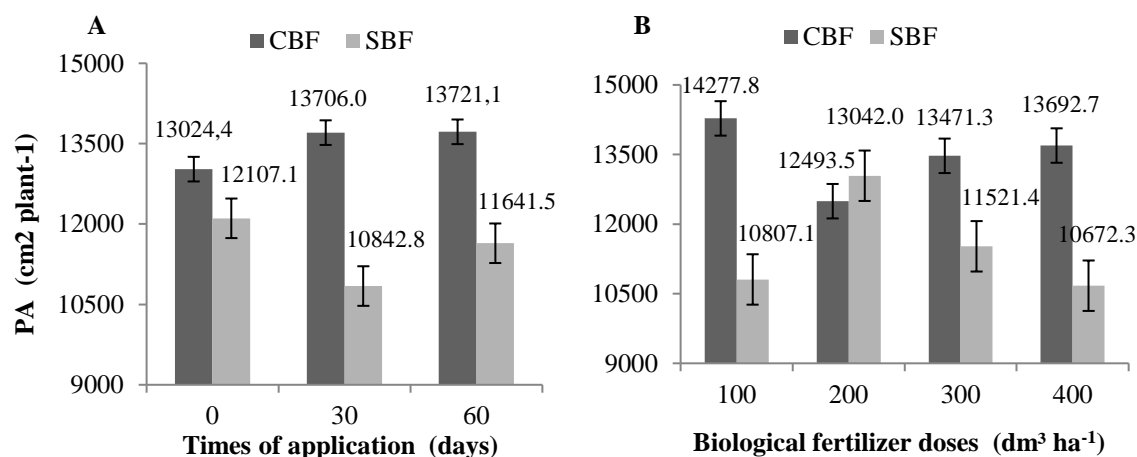 A
CBF SBF
PA (cm2 plant-1)
15000
13500
12000
10500
9000
13024,4
12107.1
13706.0
10842.8
13721,1
11641.5
0 30 60
Times of application (days)
B
CBF SBF
15000
13500
12000
10500
9000
14277.8
10807.1
12493.5
13042.0
13471.3
11521.4
13692.7
10672.3
100 200 300 400
Biological fertilizer doses (dm³ ha⁻¹)